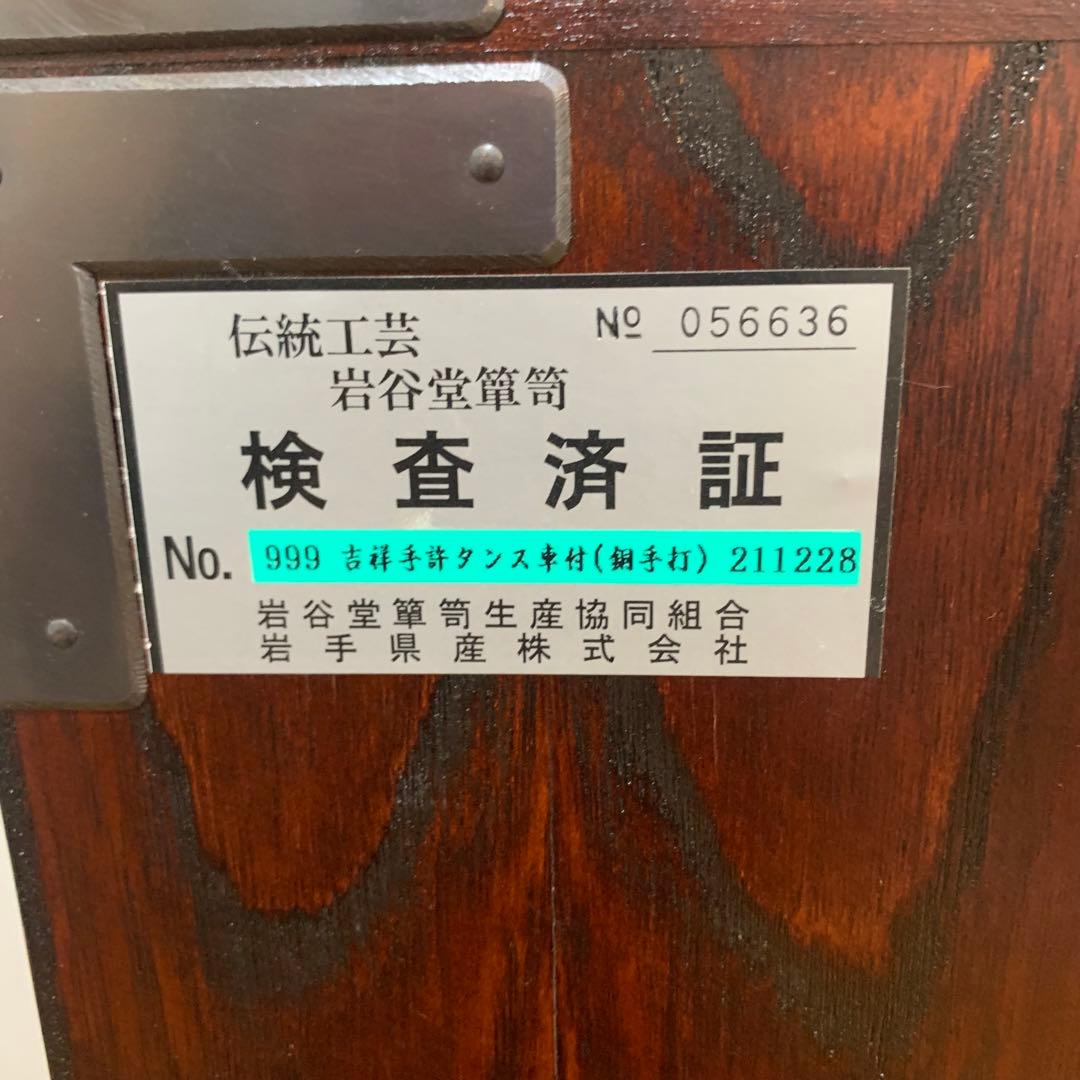 伝統工芸 Nº 056636
岩谷堂簞笥
検査済証
No. 999 吉祥手許タンス車付(銅手打) 211228
岩谷堂簞笥生産協同組合
岩手県産株式会社